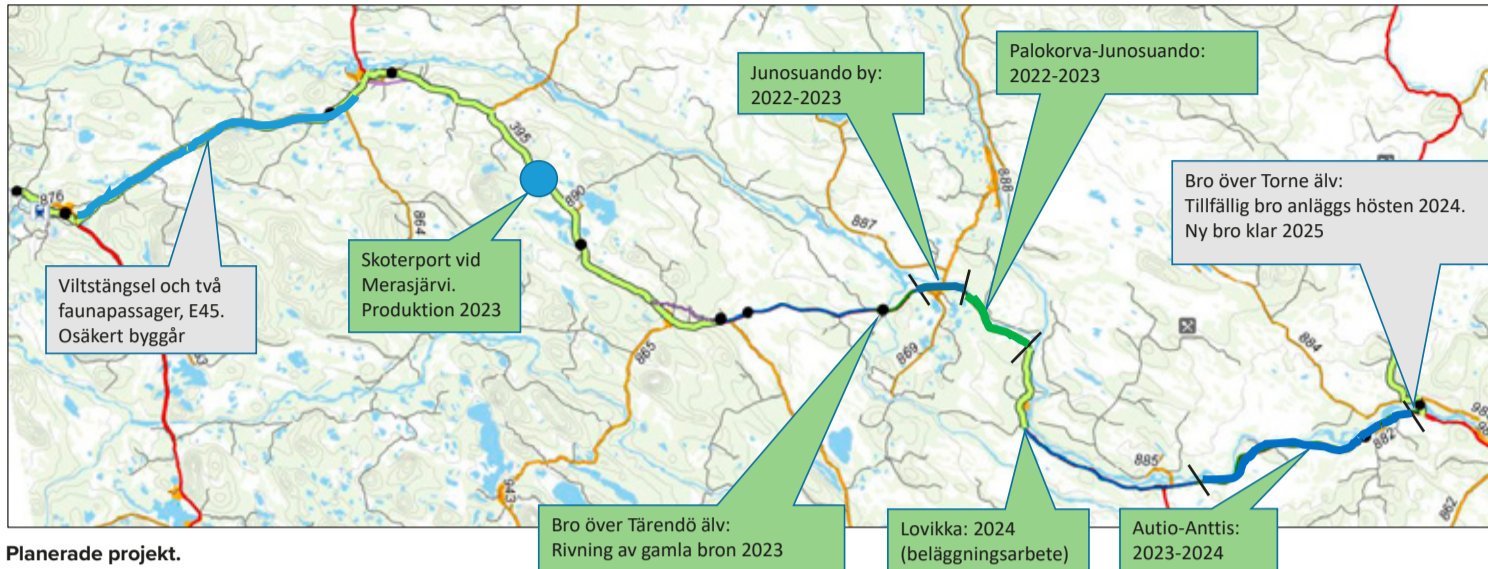 Palokorva-Junosuando:
2022-2023
Junosuando by:
2022-2023
Bro över Torne älv:
Tillfällig bro anläggs hösten 2024.
Ny bro klar 2025
395
890
888
887
876
864
Skoterport vid
Merasjärvi.
Produktion 2023
Viltstängsel och två
faunapassager, E45.
Osäkert byggår
865
869
884
885
882
943
862
Bro över Tärendö älv:
Rivning av gamla bron 2023
Lovikka: 2024
(beläggningsarbete)
Autio-Anttis:
2023-2024
Planerade projekt.